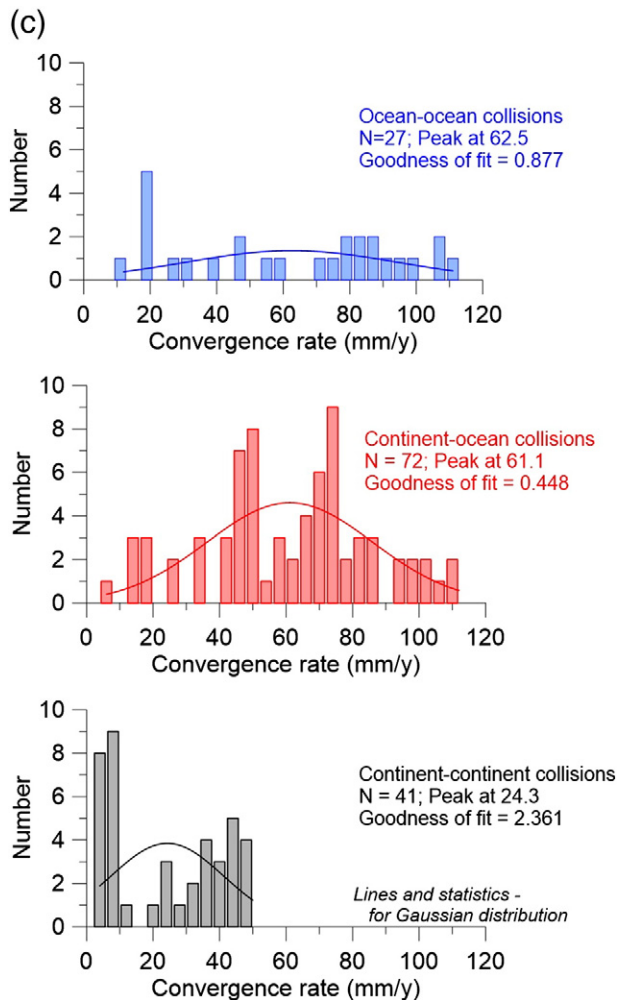 (c)
10
8
6
4
2
0
Number
Ocean-ocean collisions
N=27; Peak at 62.5
Goodness of fit = 0.877
0 20 40 60 80 100 120
Convergence rate (mm/y)
10
8
6
4
2
0
Number
Continent-ocean collisions
N = 72; Peak at 61.1
Goodness of fit = 0.448
0 20 40 60 80 100 120
Convergence rate (mm/y)
10
8
6
4
2
0
Number
Continent-continent collisions
N = 41; Peak at 24.3
Goodness of fit = 2.361
Lines and statistics -
for Gaussian distribution
0 20 40 60 80 100 120
Convergence rate (mm/y)